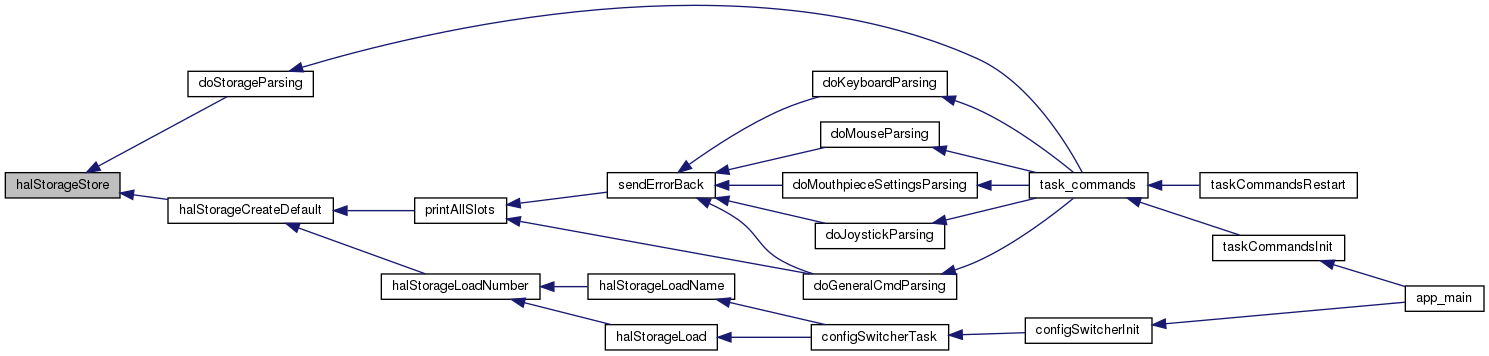 doStorageParsing
doKeyboardParsing
doMouseParsing
halStorageStore
sendErrorBack
doMouthpieceSettingsParsing
task_commands
taskCommandsRestart
halStorageCreateDefault
printAllSlots
doJoystickParsing
taskCommandsInit
halStorageLoadNumber
halStorageLoadName
doGeneralCmdParsing
app_main
halStorageLoad
configSwitcherTask
configSwitcherInit